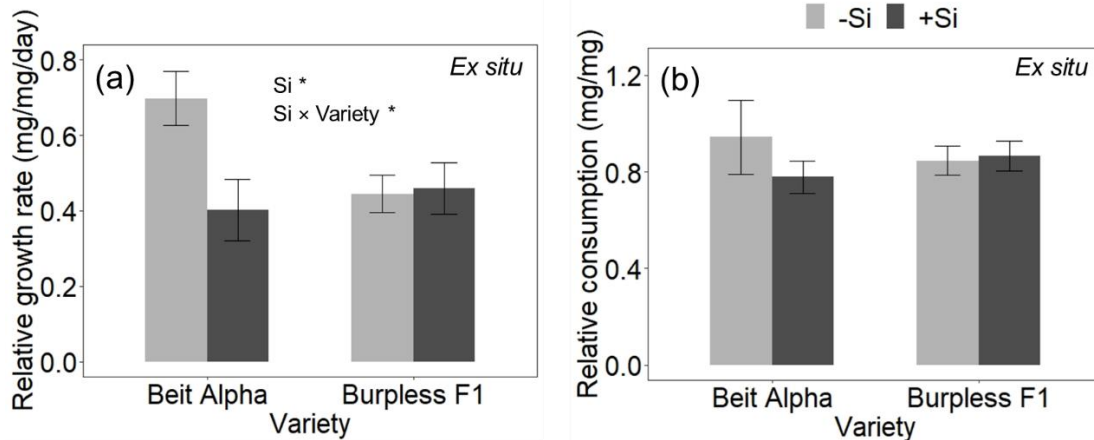 -Si +Si
(a)
Ex situ
Si *
Si × Variety *
Relative growth rate (mg/mg/day)
0.8
0.6
0.4
0.2
0.0
Beit Alpha Burpless F1
Variety
(b)
Ex situ
Relative consumption (mg/mg)
1.2
0.8
0.4
0.0
Beit Alpha Burpless F1
Variety